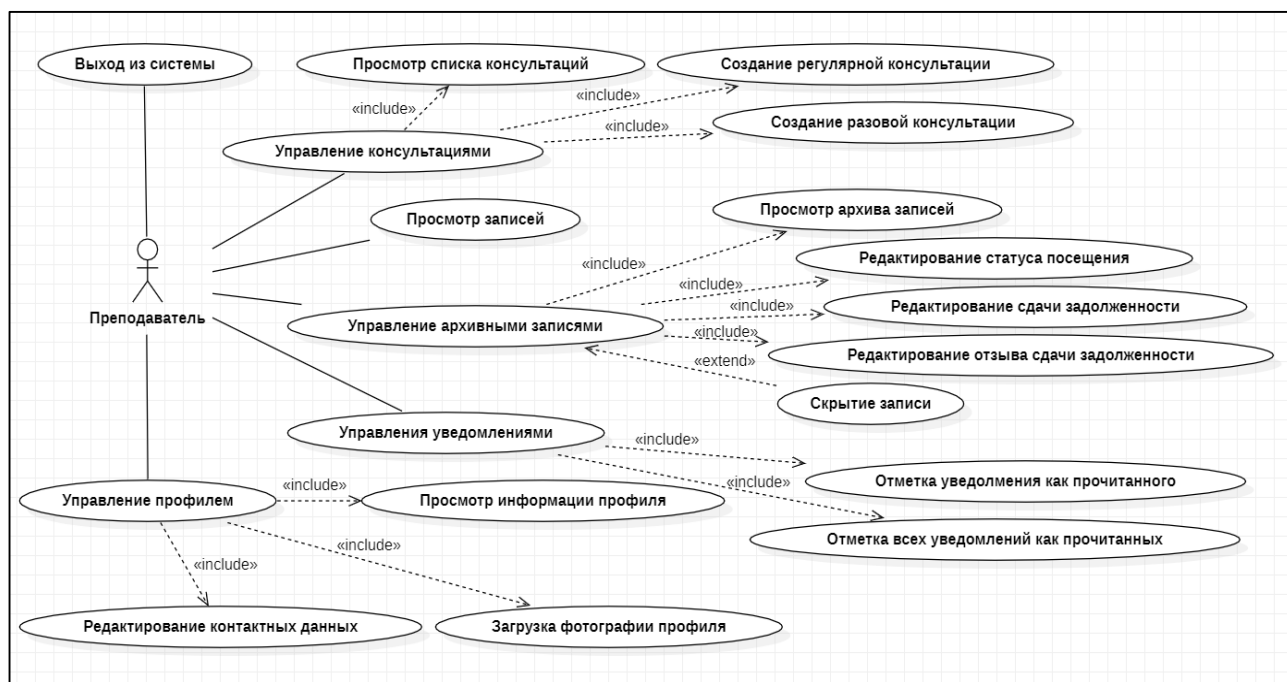 Выход из системы
Просмотр списка консультаций
Создание регулярной консультации
«include»
«include»
«include»
Создание разовой консультации
Управление консультациями
Просмотр записей
Просмотр архива записей
«include»
Редактирование статуса посещения
«include»
Преподаватель
Управление архивными записями
«include»
Редактирование сдачи задолженности
«include»
Редактирование отзыва сдачи задолженности
«extend»
Скрытие записи
Управления уведомлениями
«include»
Отметка уведолмения как прочитанного
«include»
Отметка всех уведомлений как прочитанных
Управление профилем
«include»
Просмотр информации профиля
«include»
«include»
Редактирование контактных данных
Загрузка фотографии профиля